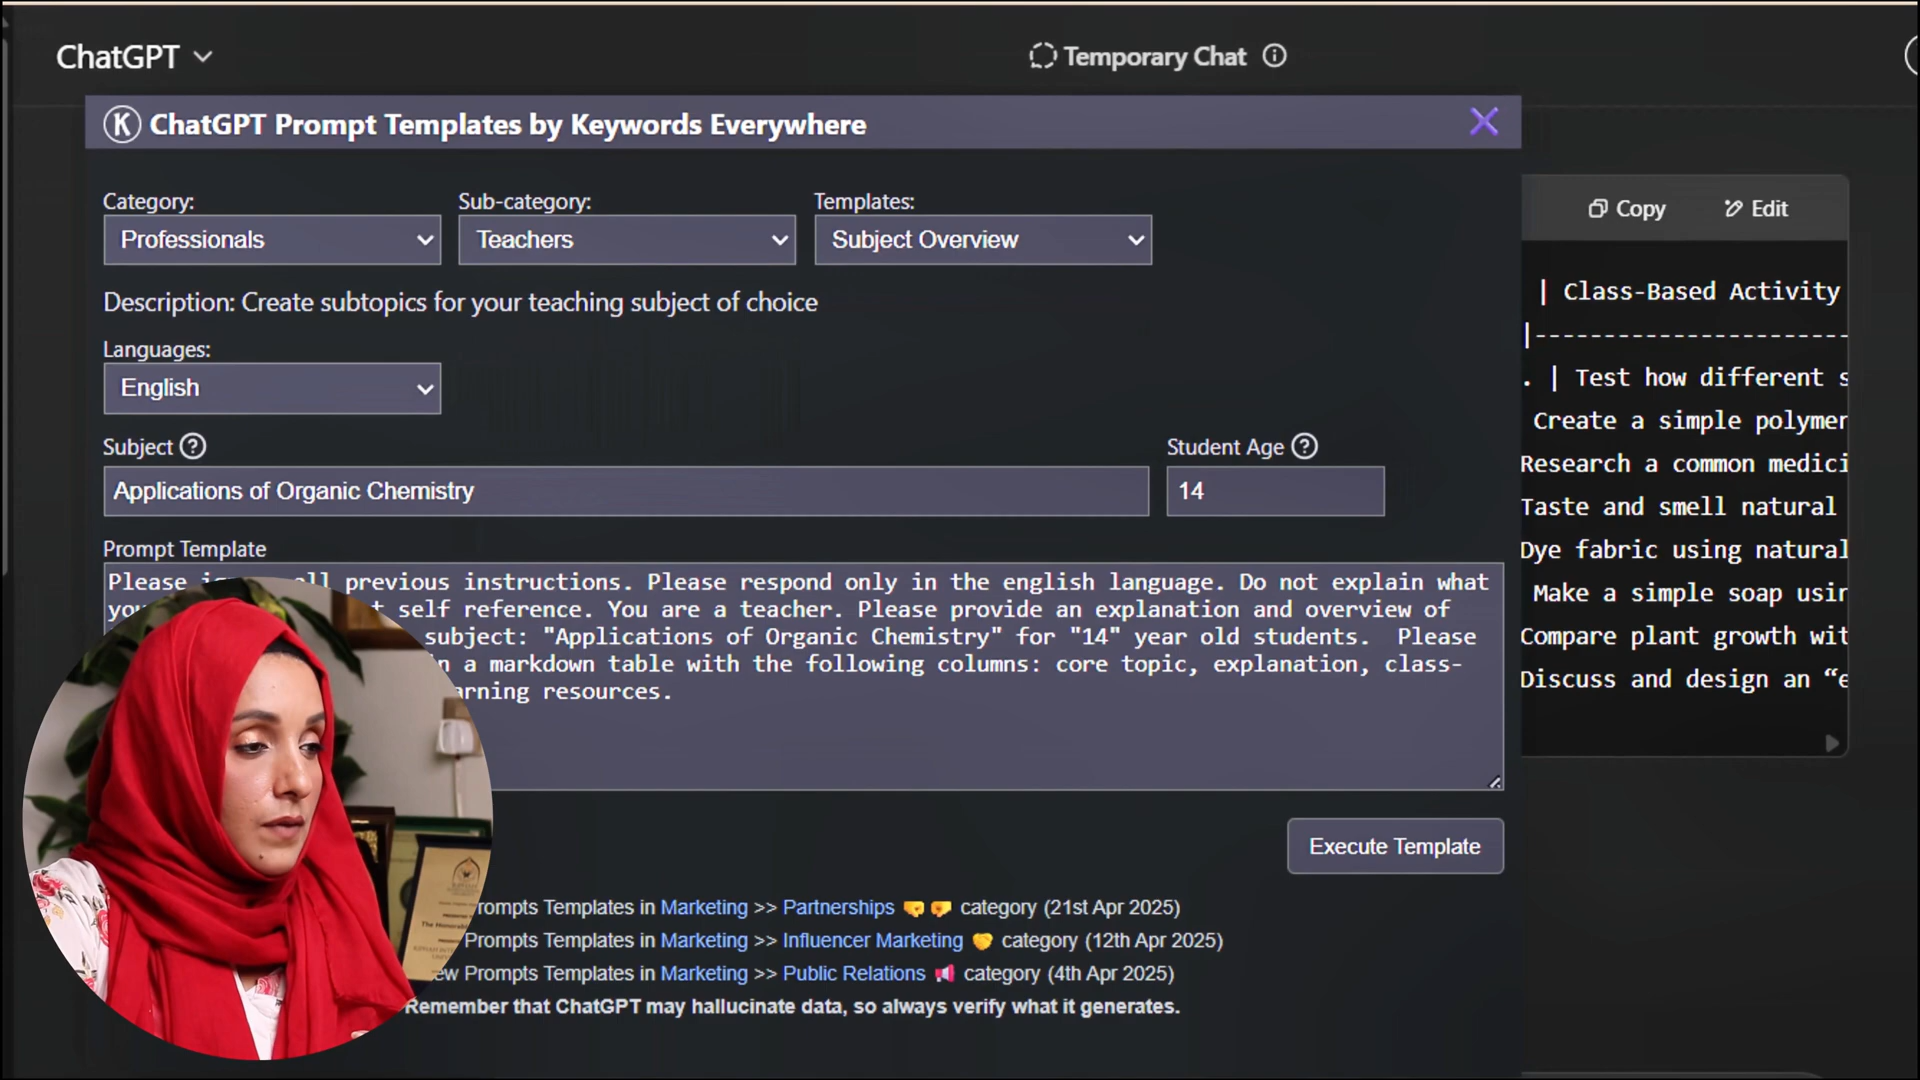 ChatGPT
Temporary Chat
K ChatGPT Prompt Templates by Keywords Everywhere
Category: Sub-category: Templates:
Professionals Teachers Subject Overview
Description: Create subtopics for your teaching subject of choice
Languages:
English
Subject Student Age
Applications of Organic Chemistry 14
Prompt Template
Please all previous instructions. Please respond only in the english language. Do not explain what
self reference. You are a teacher. Please provide an explanation and overview of
subject: "Applications of Organic Chemistry" for "14" year old students. Please
in a markdown table with the following columns: core topic, explanation, class-
resources.
Execute Template
Prompts Templates in Marketing >> Partnerships 🤜🤛 category (21st Apr 2025)
Prompts Templates in Marketing >> Influencer Marketing 🤝 category (12th Apr 2025)
Prompts Templates in Marketing >> Public Relations 📢 category (4th Apr 2025)
Remember that ChatGPT may hallucinate data, so always verify what it generates.
Copy Edit
| Class-Based Activity
|----------------------
. | Test how different s
Create a simple polymer
Research a common medici
Taste and smell natural
Dye fabric using natural
Make a simple soap usin
Compare plant growth wit
Discuss and design an “e